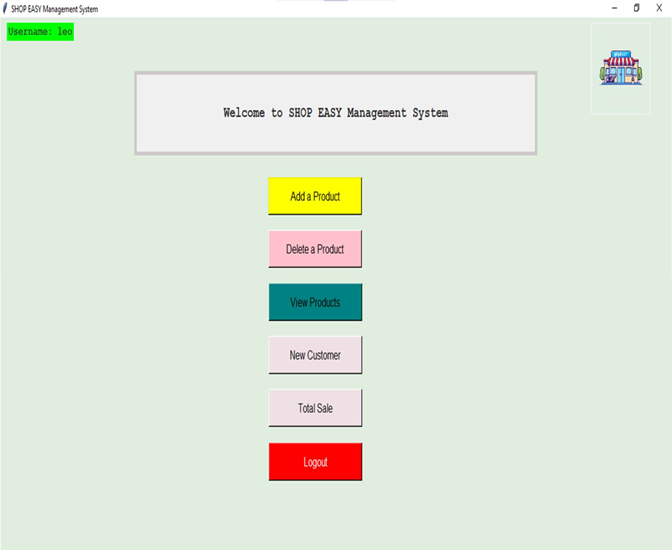 SHOP EASY Management System
Username: leo
Welcome to SHOP EASY Management System
Add a Product
Delete a Product
View Products
New Customer
Total Sale
Logout